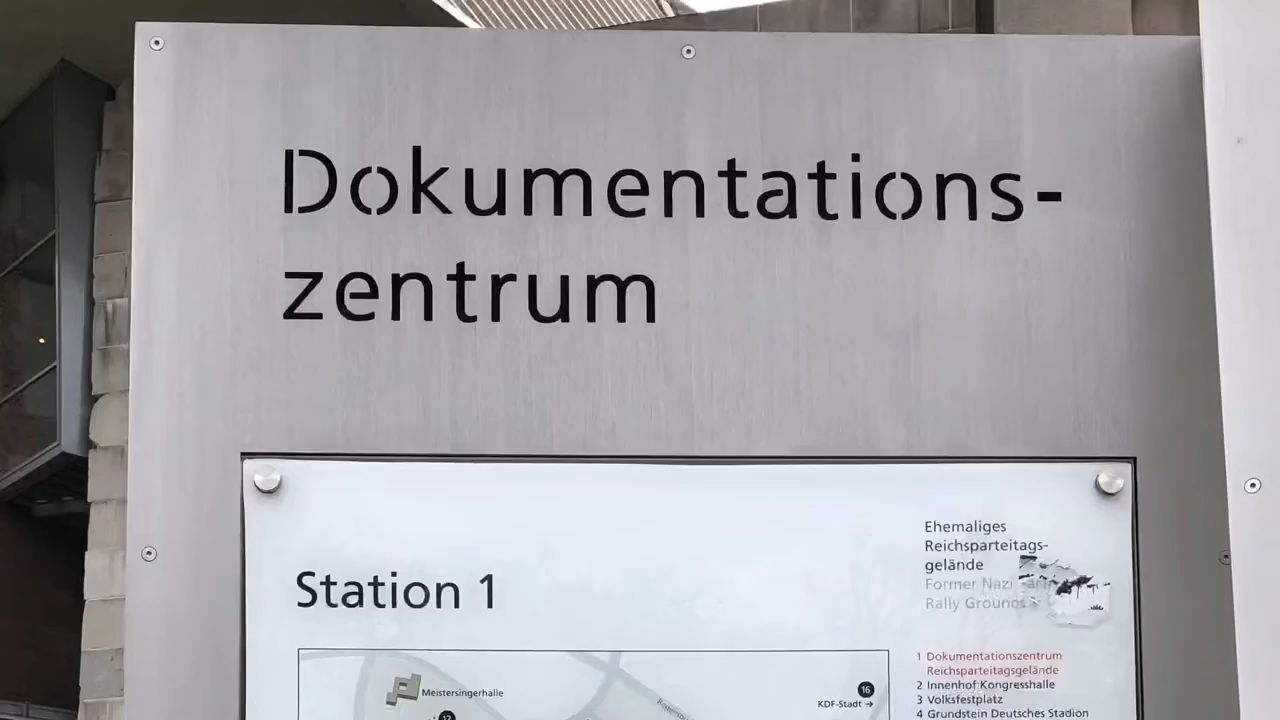 Dokumentations-
zentrum
Station 1
Ehemaliges
Reichsparteitags-
gelände
Former Nazi
Rally Grounds
1 Dokumentationszentrum
Reichsparteitagsgelände
2 Innenhof Kongresshalle
3 Volksfestplatz
4 Grundstein Deutsches Stadion
Meistersingerhalle
16
KDF-Stadt →